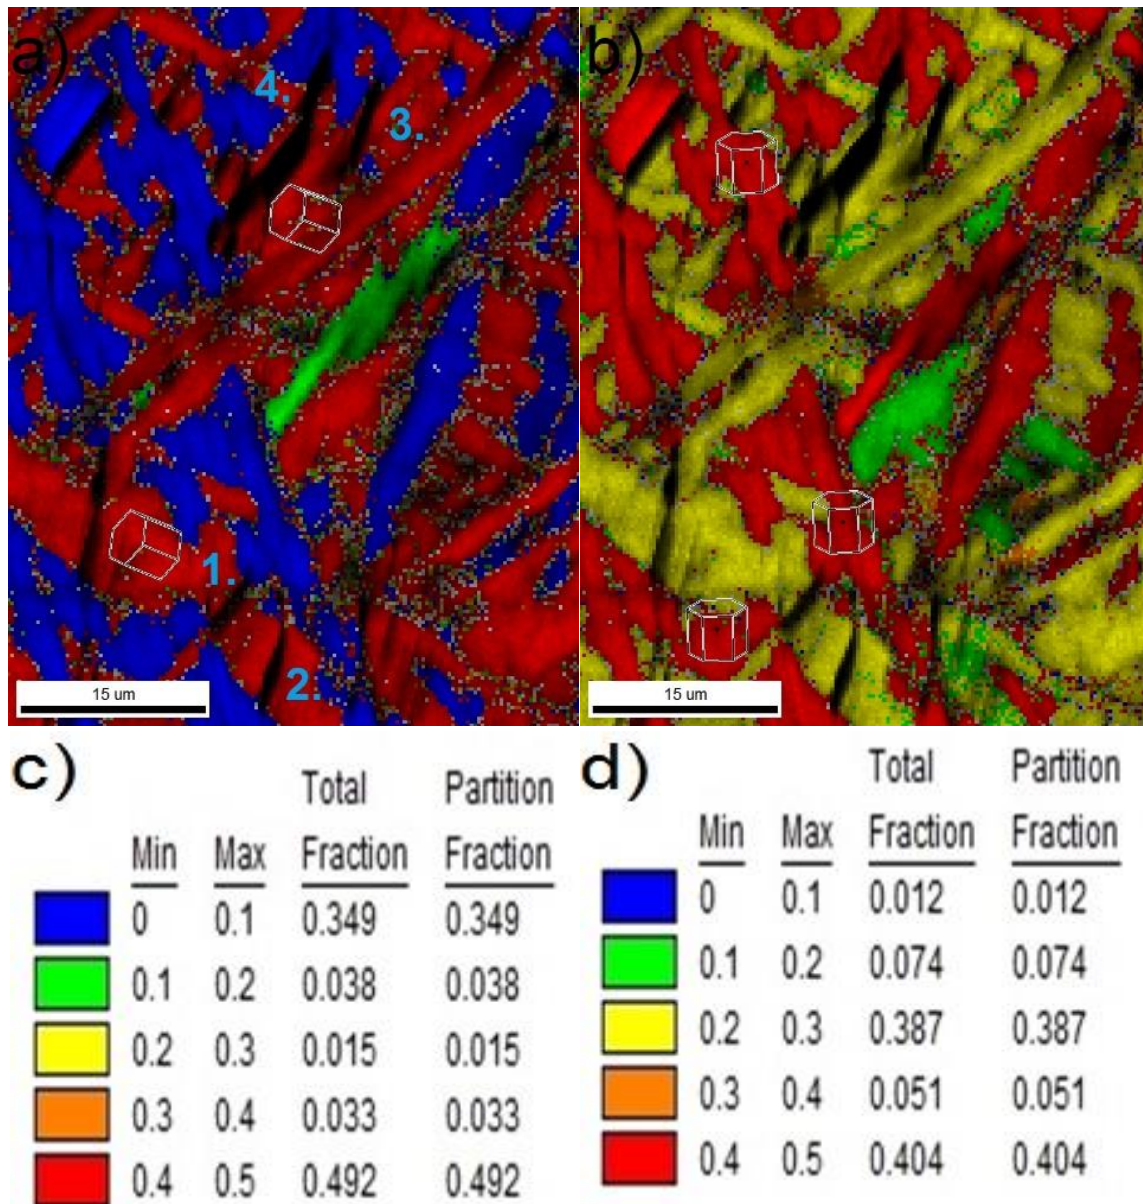 a)
4.
3.
1.
2.
15 um
b)
15 um
c)
Total Partition
Min Max Fraction Fraction
0 0.1 0.349 0.349
0.1 0.2 0.038 0.038
0.2 0.3 0.015 0.015
0.3 0.4 0.033 0.033
0.4 0.5 0.492 0.492
d)
Total Partition
Min Max Fraction Fraction
0 0.1 0.012 0.012
0.1 0.2 0.074 0.074
0.2 0.3 0.387 0.387
0.3 0.4 0.051 0.051
0.4 0.5 0.404 0.404